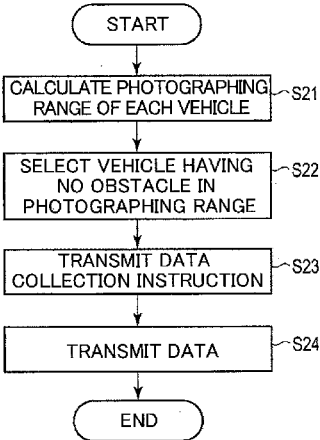 START
CALCULATE PHOTOGRAPHING
RANGE OF EACH VEHICLE
S21
SELECT VEHICLE HAVING
NO OBSTACLE IN
PHOTOGRAPHING RANGE
S22
TRANSMIT DATA
COLLECTION INSTRUCTION
S23
TRANSMIT DATA
S24
END